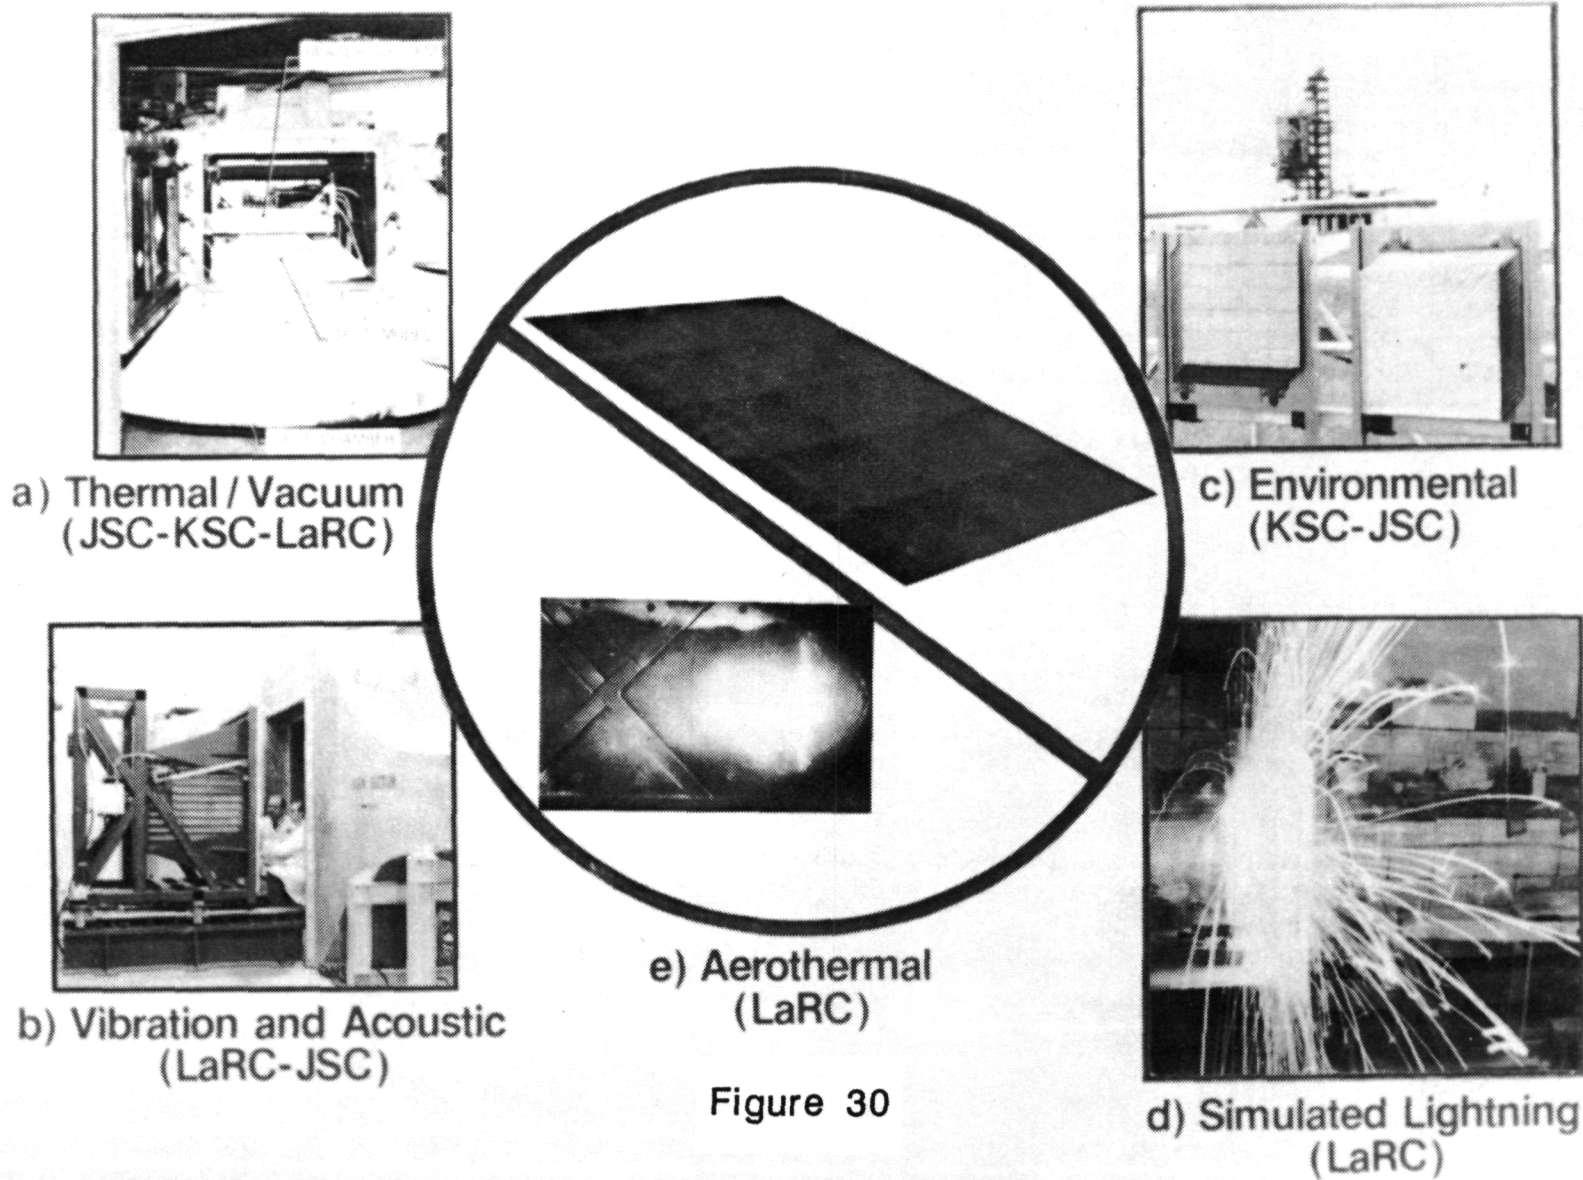 a) Thermal / Vacuum
(JSC-KSC-LaRC)
b) Vibration and Acoustic
(LaRC-JSC)
c) Environmental
(KSC-JSC)
d) Simulated Lightning
(LaRC)
e) Aerothermal
(LaRC)
Figure 30